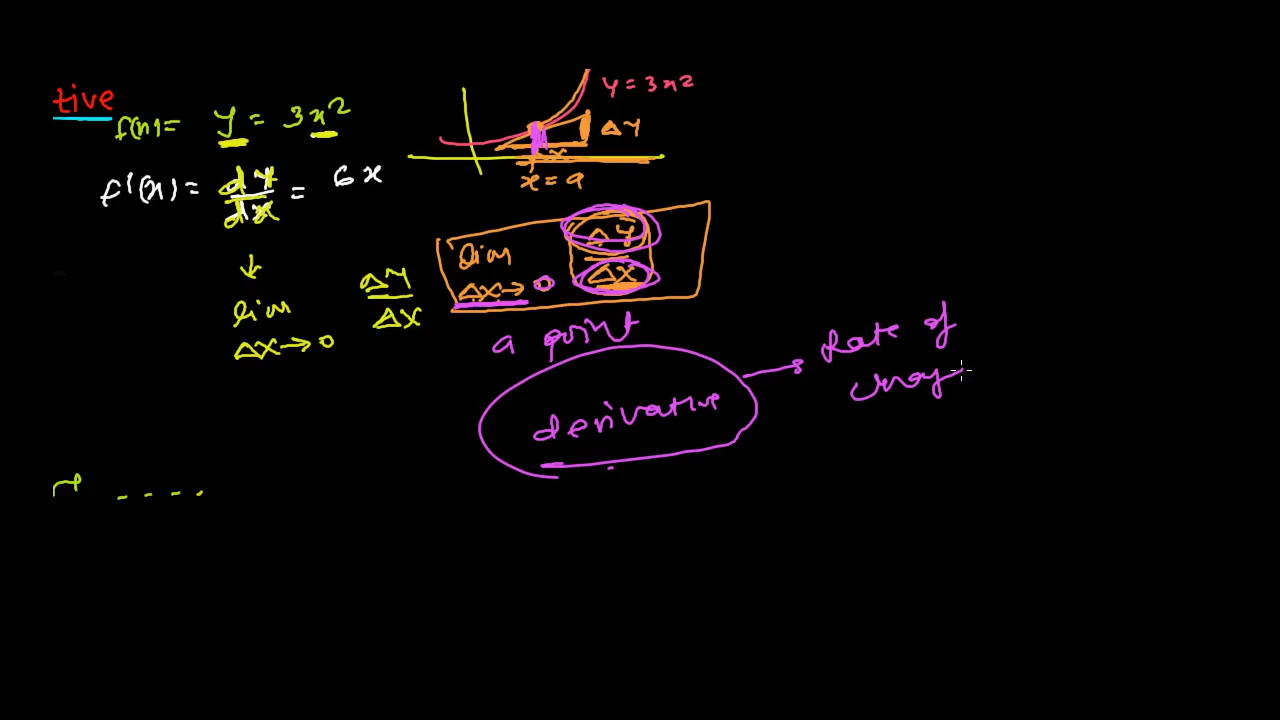 tive
f(x) = y = 3x²
y = 3x²
Δy
x
x = a
f'(x) = dy/dx = 6x
lim Δx→0 Δy/Δx
lim Δx→0 Δy/Δx
a point
derivative → Rate of